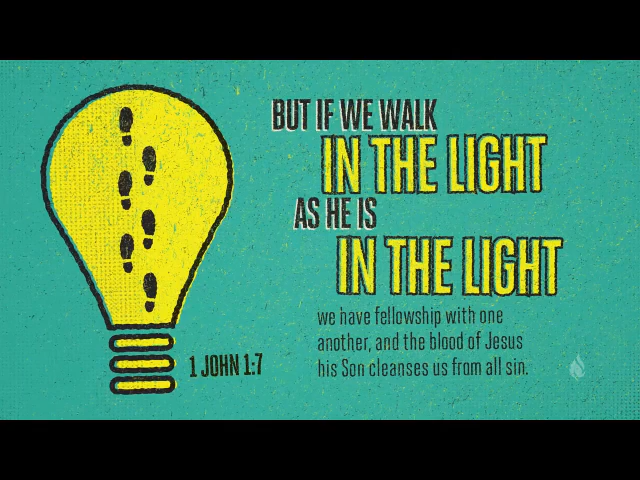 BUT IF WE WALK
IN THE LIGHT
AS HE IS
IN THE LIGHT
we have fellowship with one
another, and the blood of Jesus
his Son cleanses us from all sin.
1 JOHN 1:7